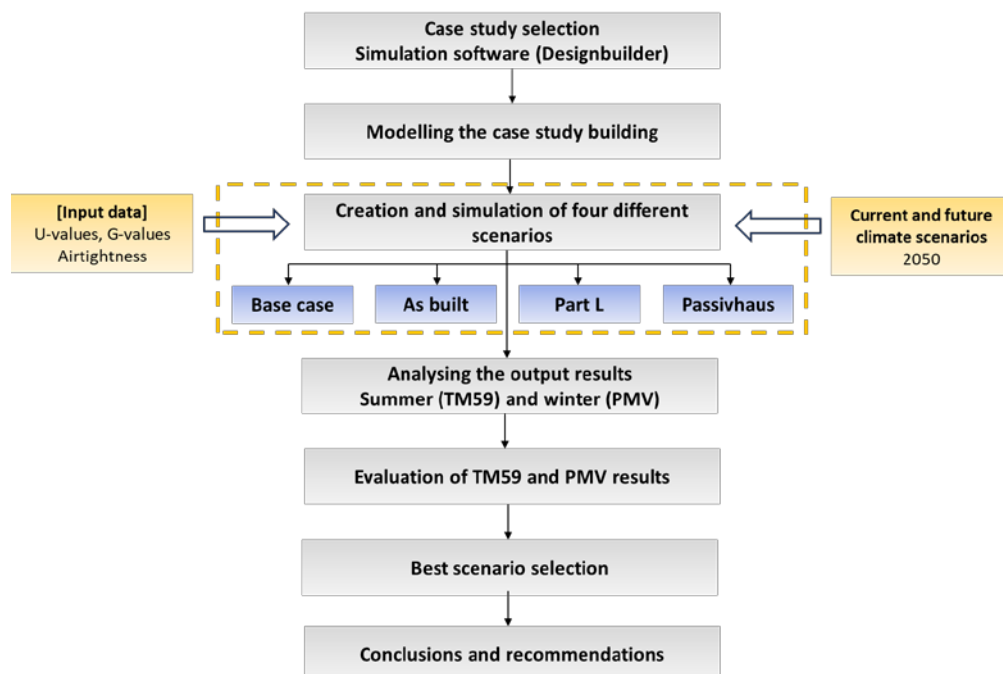 Case study selection
Simulation software (Designbuilder)
Modelling the case study building
[Input data]
U-values, G-values
Airtightness
Creation and simulation of four different
scenarios
Current and future
climate scenarios
2050
Base case
As built
Part L
Passivhaus
Analysing the output results
Summer (TM59) and winter (PMV)
Evaluation of TM59 and PMV results
Best scenario selection
Conclusions and recommendations